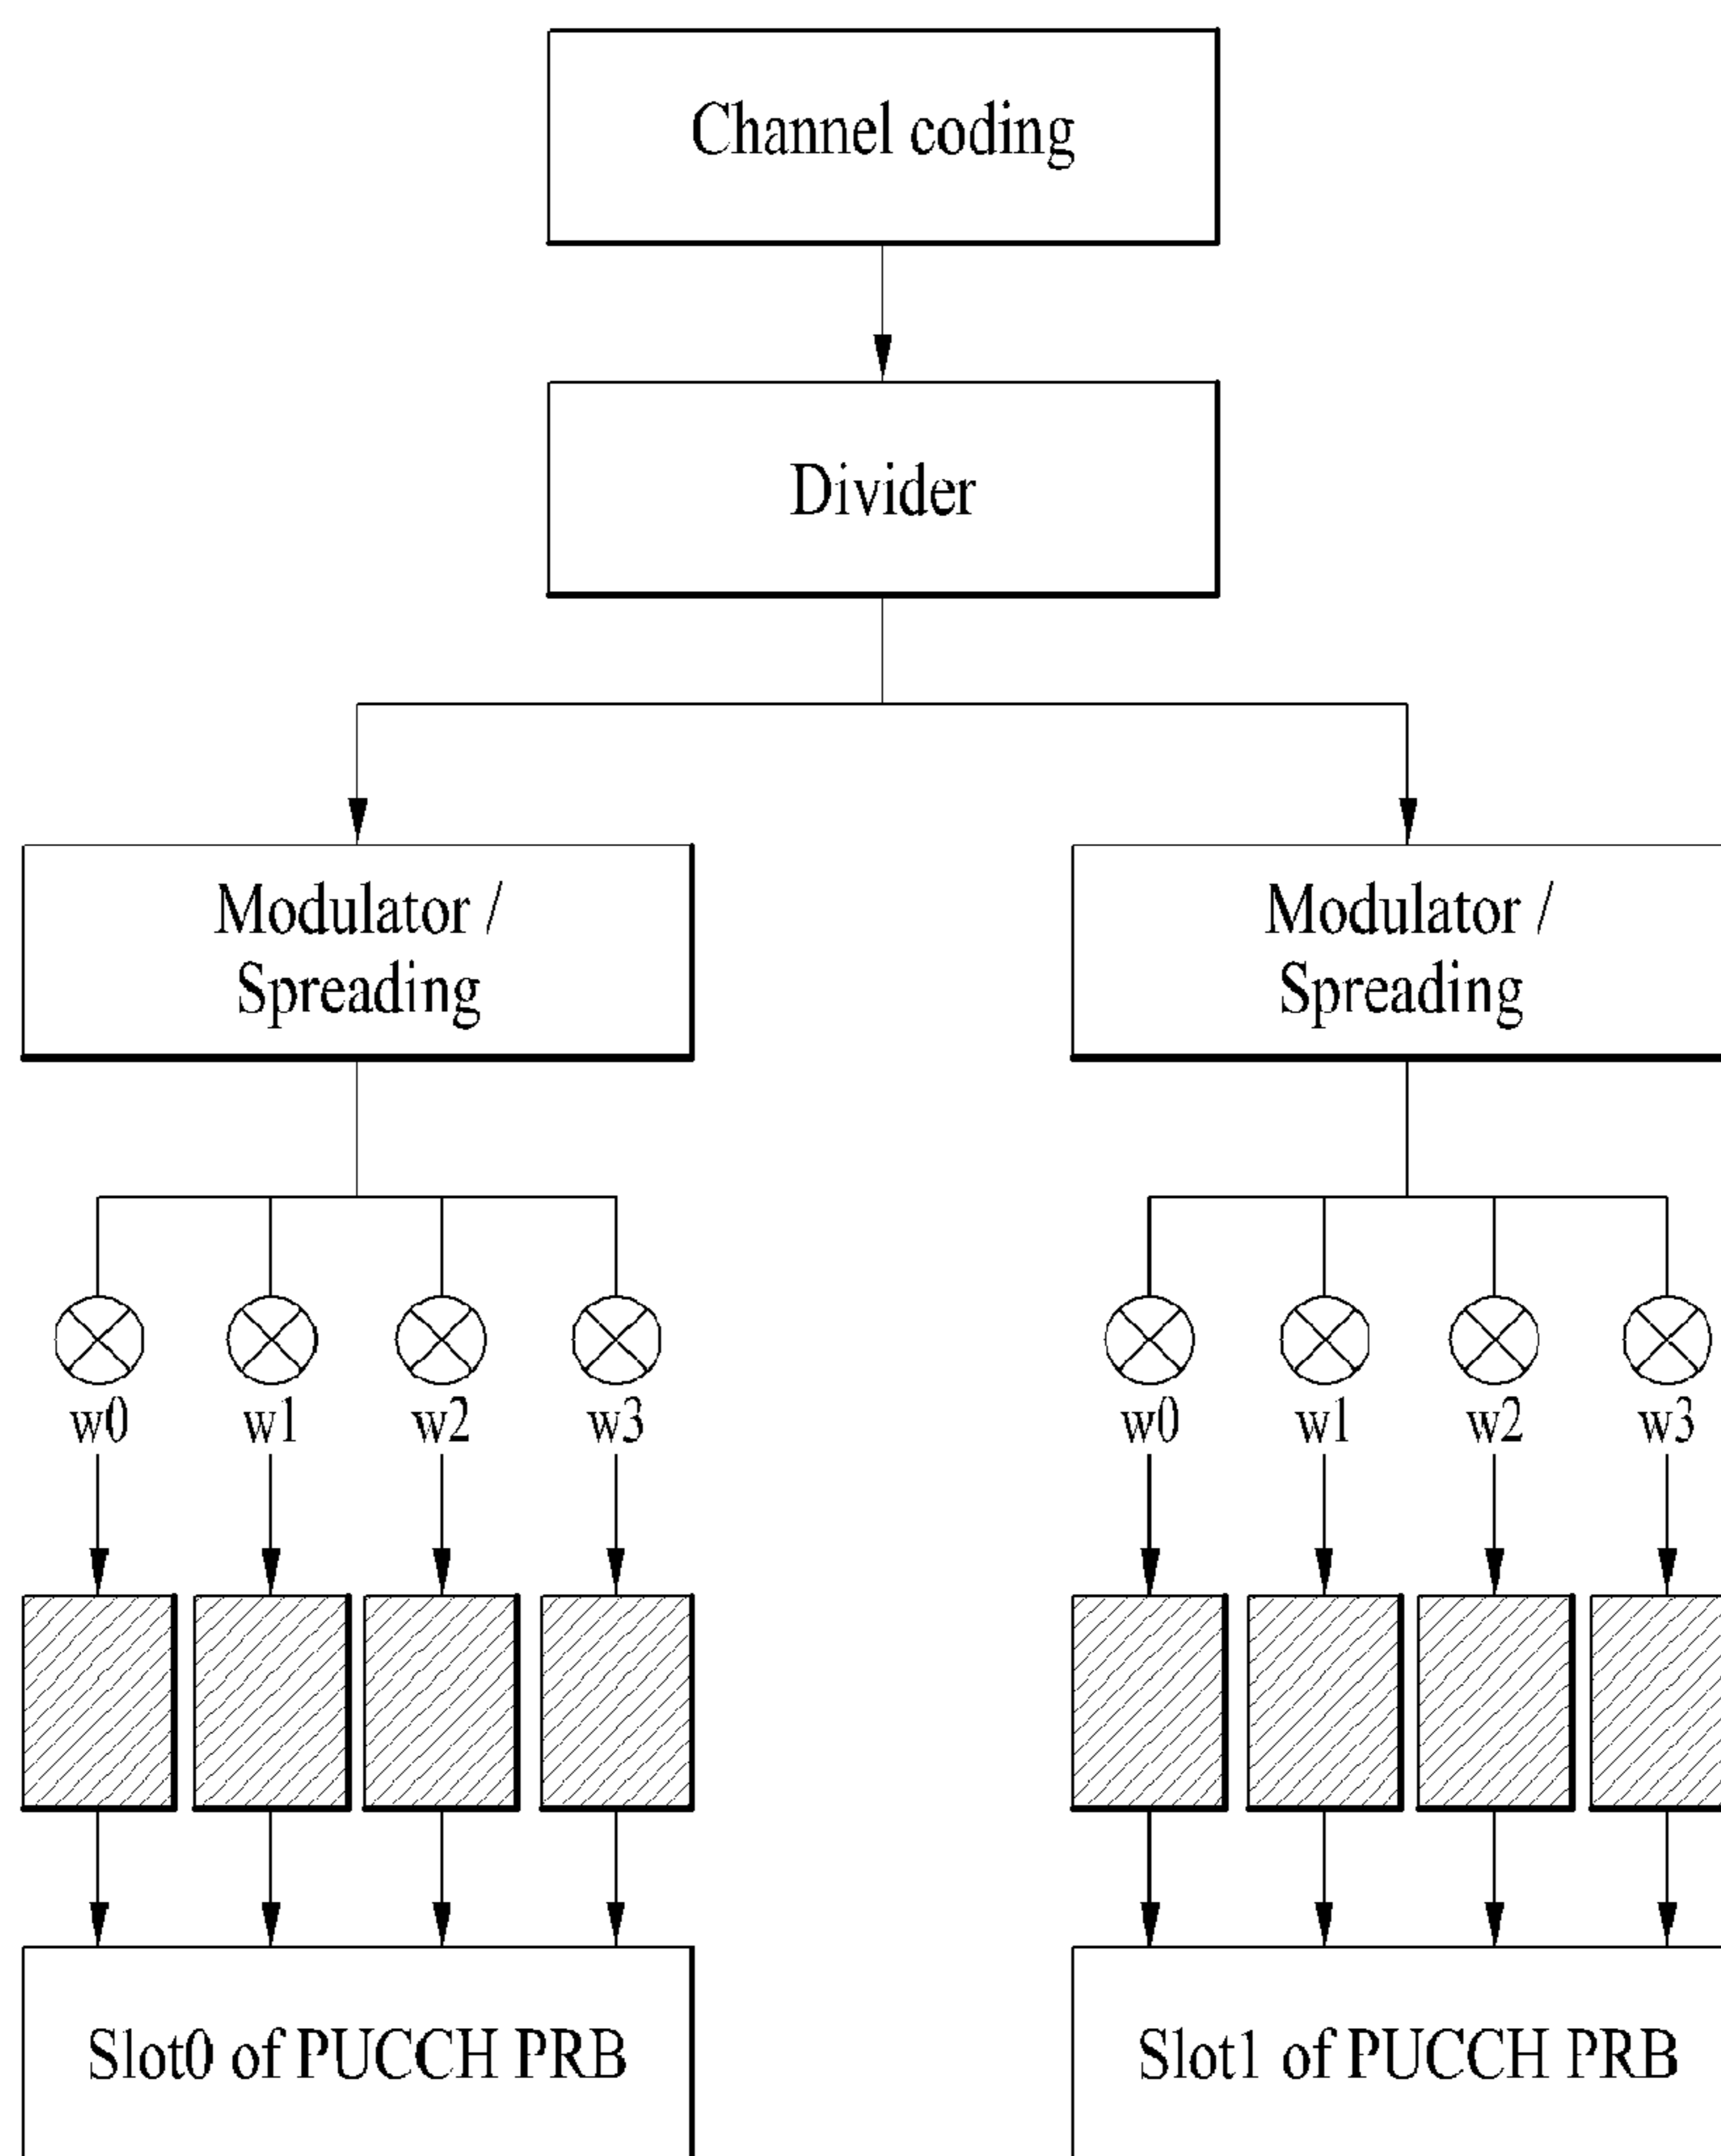 Channel coding
Divider
Modulator /
Spreading
Modulator /
Spreading
w0 w1 w2 w3
w0 w1 w2 w3
Slot0 of PUCCH PRB
Slot1 of PUCCH PRB